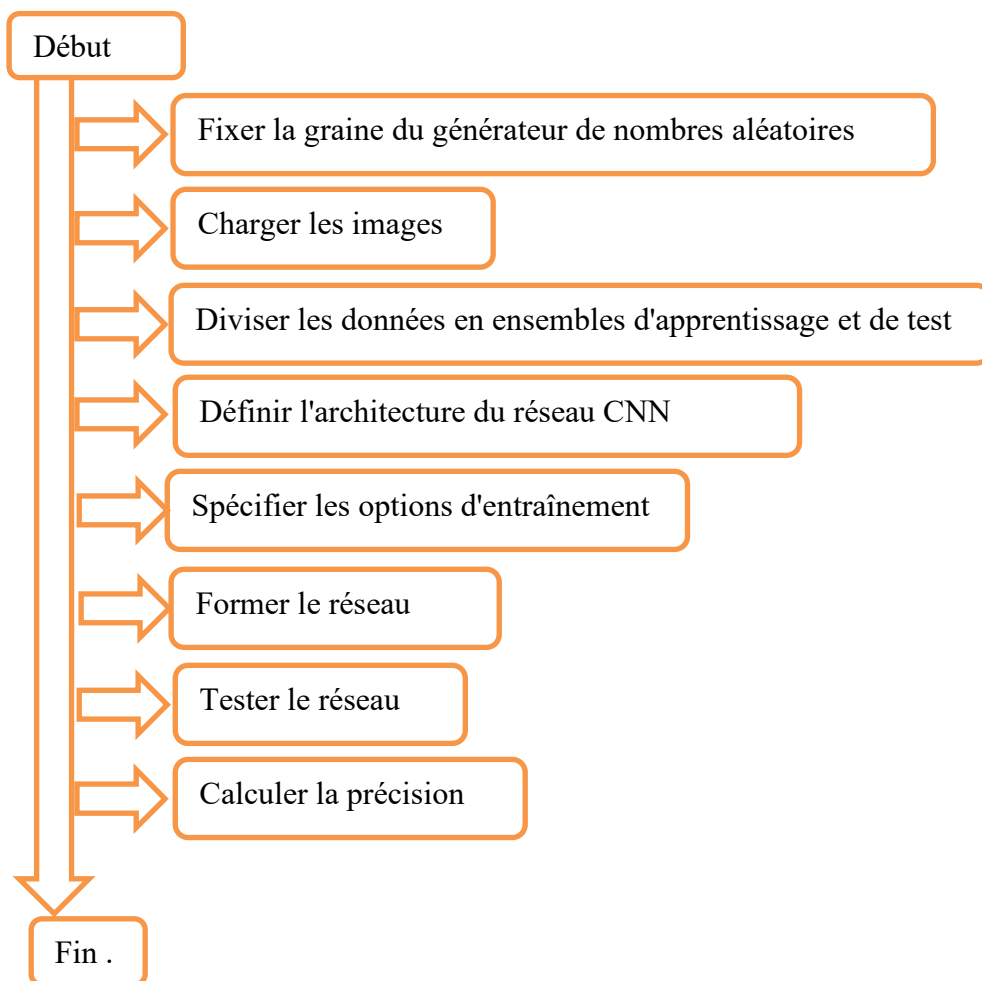 Début
Fixer la graine du générateur de nombres aléatoires
Charger les images
Diviser les données en ensembles d'apprentissage et de test
Définir l'architecture du réseau CNN
Spécifier les options d'entraînement
Former le réseau
Tester le réseau
Calculer la précision
Fin .